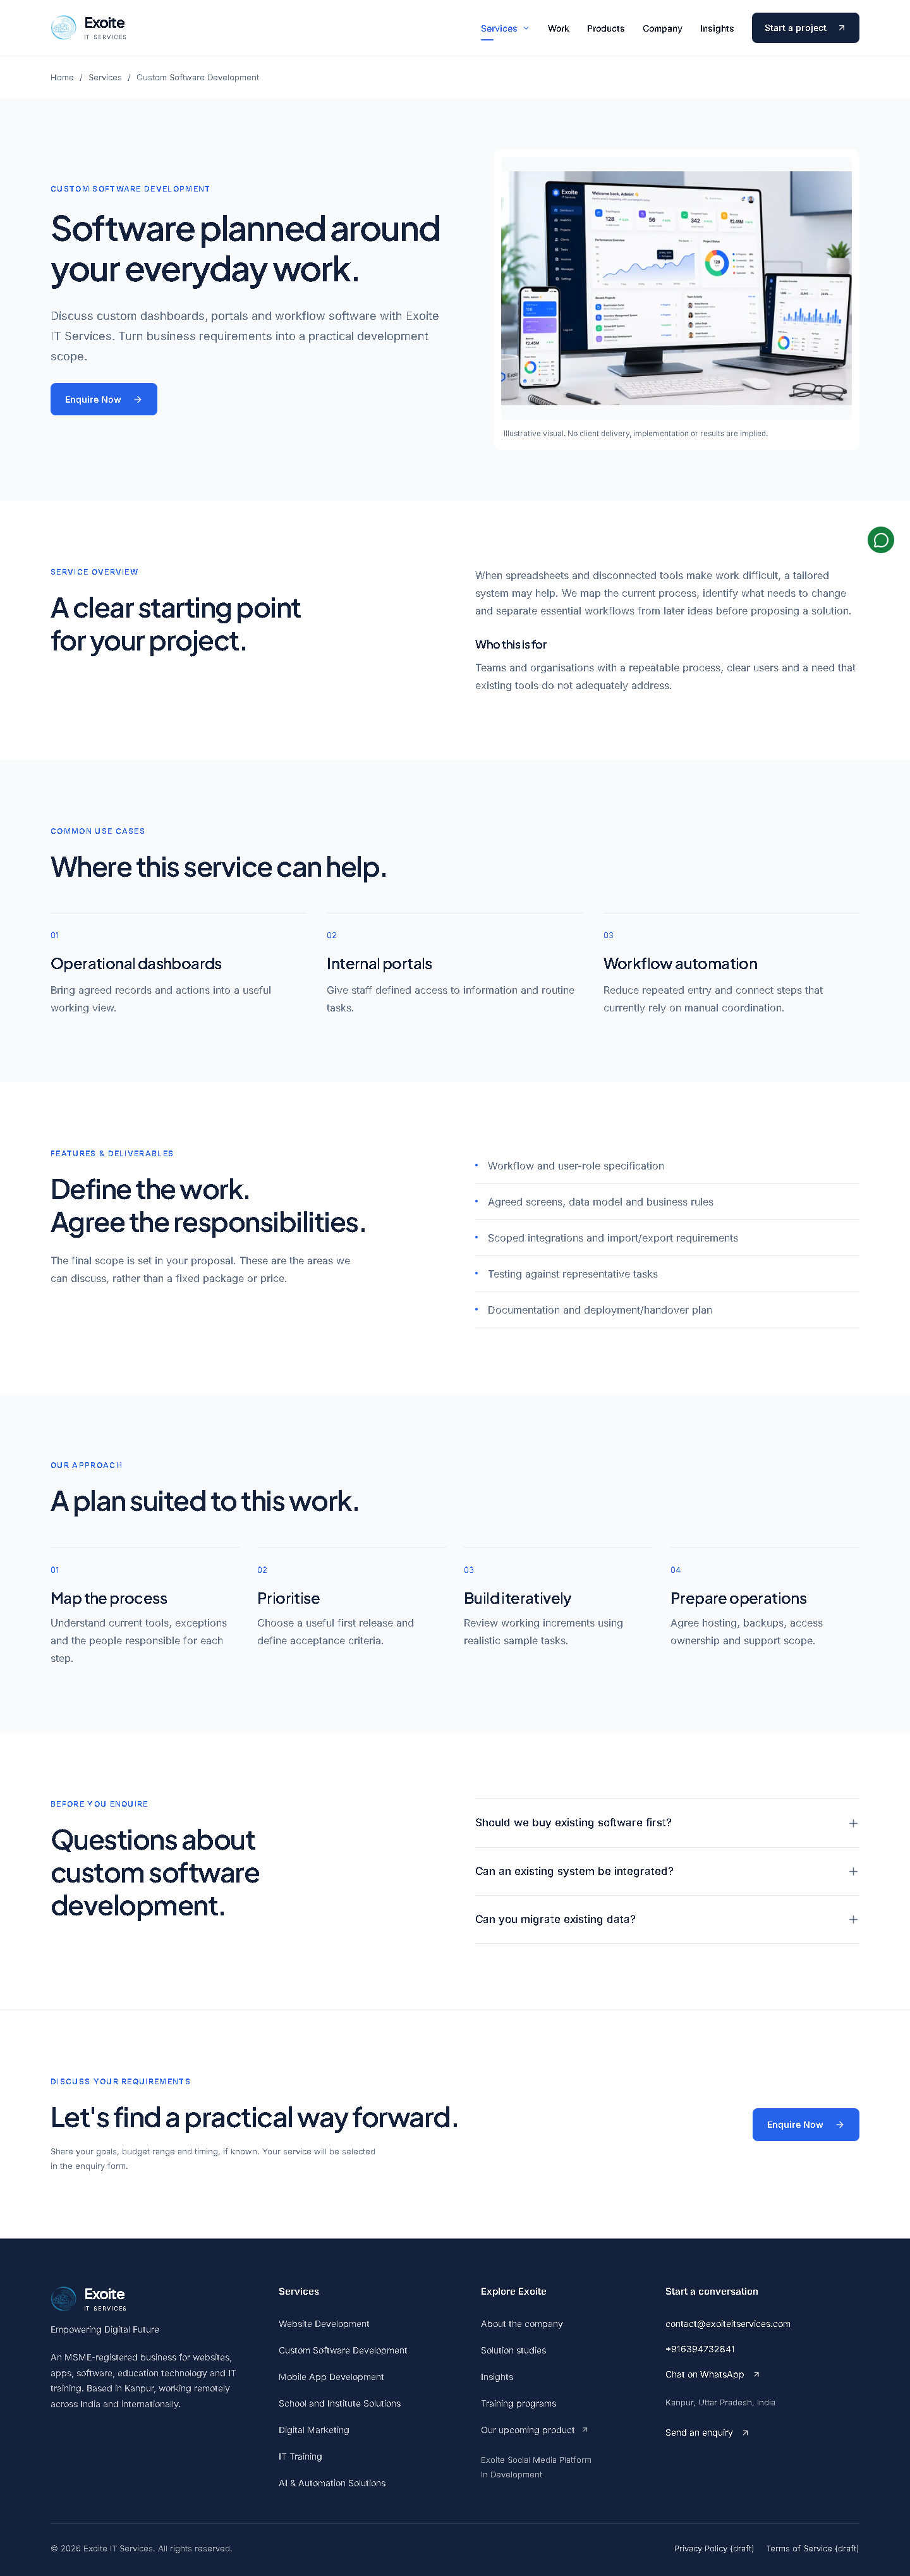 Exoite
IT SERVICES
Services
Work
Products
Company
Insights
Start a project
Home / Services / Custom Software Development
CUSTOM SOFTWARE DEVELOPMENT
Software planned around
your everyday work.
Discuss custom dashboards, portals and workflow software with Exoite
IT Services. Turn business requirements into a practical development
scope.
Enquire Now
Exoite
Welcome back, Admin
128
56
342
₹2.45M
Illustrative visual. No client delivery, implementation or results are implied.
SERVICE OVERVIEW
A clear starting point
for your project.
When spreadsheets and disconnected tools make work difficult, a tailored
system may help. We map the current process, identify what needs to change
and separate essential workflows from later ideas before proposing a solution.
Who this is for
Teams and organisations with a repeatable process, clear users and a need that
existing tools do not adequately address.
COMMON USE CASES
Where this service can help.
01
Operational dashboards
Bring agreed records and actions into a useful
working view.
02
Internal portals
Give staff defined access to information and routine
tasks.
03
Workflow automation
Reduce repeated entry and connect steps that
currently rely on manual coordination.
FEATURES & DELIVERABLES
Define the work.
Agree the responsibilities.
The final scope is set in your proposal. These are the areas we
can discuss, rather than a fixed package or price.
Workflow and user-role specification
Agreed screens, data model and business rules
Scoped integrations and import/export requirements
Testing against representative tasks
Documentation and deployment/handover plan
OUR APPROACH
A plan suited to this work.
01
Map the process
Understand current tools, exceptions
and the people responsible for each
step.
02
Prioritise
Choose a useful first release and
define acceptance criteria.
03
Build iteratively
Review working increments using
realistic sample tasks.
04
Prepare operations
Agree hosting, backups, access
ownership and support scope.
BEFORE YOU ENQUIRE
Questions about
custom software
development.
Should we buy existing software first?
Can an existing system be integrated?
Can you migrate existing data?
DISCUSS YOUR REQUIREMENTS
Let's find a practical way forward.
Share your goals, budget range and timing, if known. Your service will be selected
in the enquiry form.
Enquire Now
Exoite
IT SERVICES
Empowering Digital Future
An MSME-registered business for websites,
apps, software, education technology and IT
training. Based in Kanpur, working remotely
across India and internationally.
Services
Website Development
Custom Software Development
Mobile App Development
School and Institute Solutions
Digital Marketing
IT Training
AI & Automation Solutions
Explore Exoite
About the company
Solution studies
Insights
Training programs
Our upcoming product
Exoite Social Media Platform
In Development
Start a conversation
contact@exoiteitservices.com
+916394732841
Chat on WhatsApp
Kanpur, Uttar Pradesh, India
Send an enquiry
© 2026 Exoite IT Services. All rights reserved.
Privacy Policy (draft)
Terms of Service (draft)